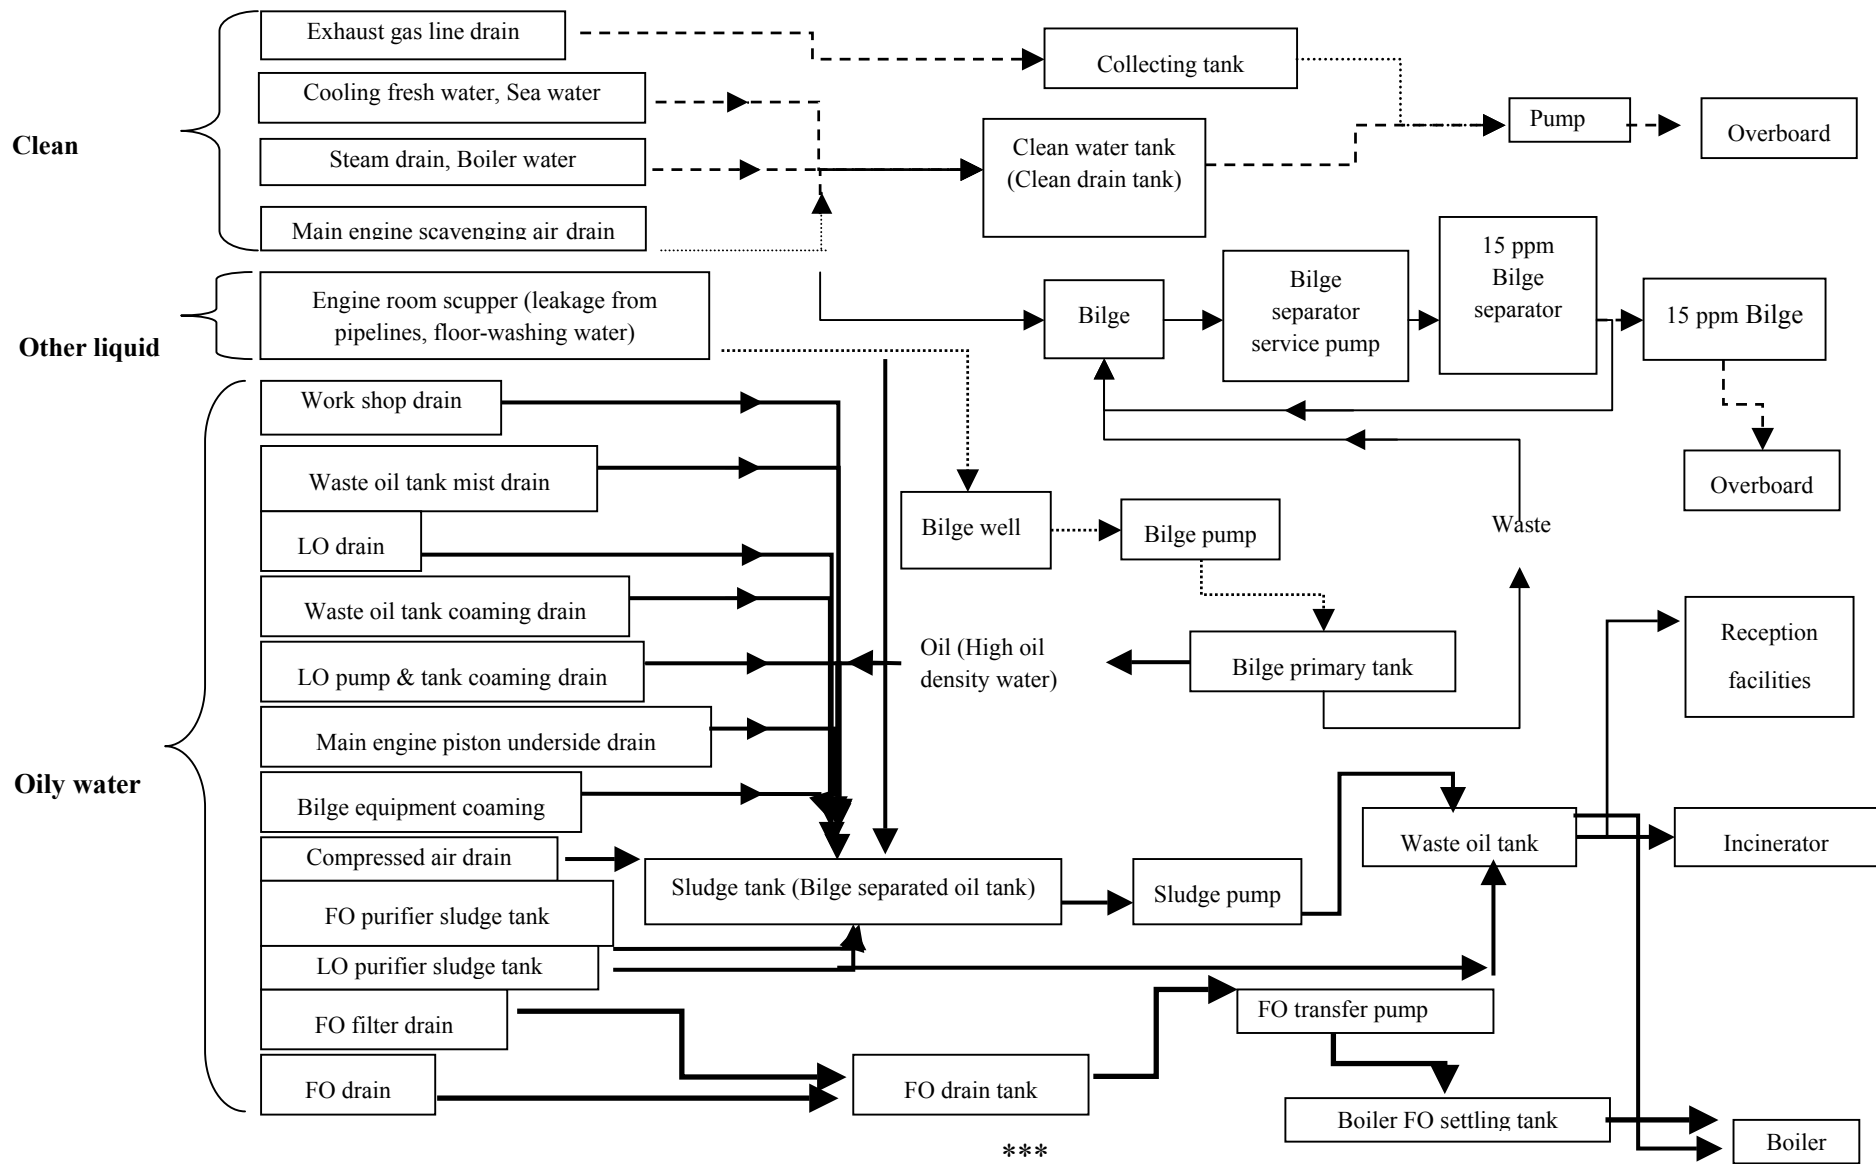 Clean
Exhaust gas line drain
Cooling fresh water, Sea water
Steam drain, Boiler water
Main engine scavenging air drain
Collecting tank
Clean water tank
(Clean drain tank)
Pump
Overboard
Other liquid
Engine room scupper (leakage from
pipelines, floor-washing water)
Bilge
Bilge
separator
service pump
15 ppm
Bilge
separator
15 ppm Bilge
Overboard
Oily water
Work shop drain
Waste oil tank mist drain
LO drain
Waste oil tank coaming drain
LO pump & tank coaming drain
Main engine piston underside drain
Bilge equipment coaming
Compressed air drain
FO purifier sludge tank
LO purifier sludge tank
FO filter drain
FO drain
Bilge well
Bilge pump
Waste
Oil (High oil
density water)
Bilge primary tank
Reception
facilities
Sludge tank (Bilge separated oil tank)
Sludge pump
Waste oil tank
Incinerator
FO transfer pump
FO drain tank
Boiler FO settling tank
Boiler
***